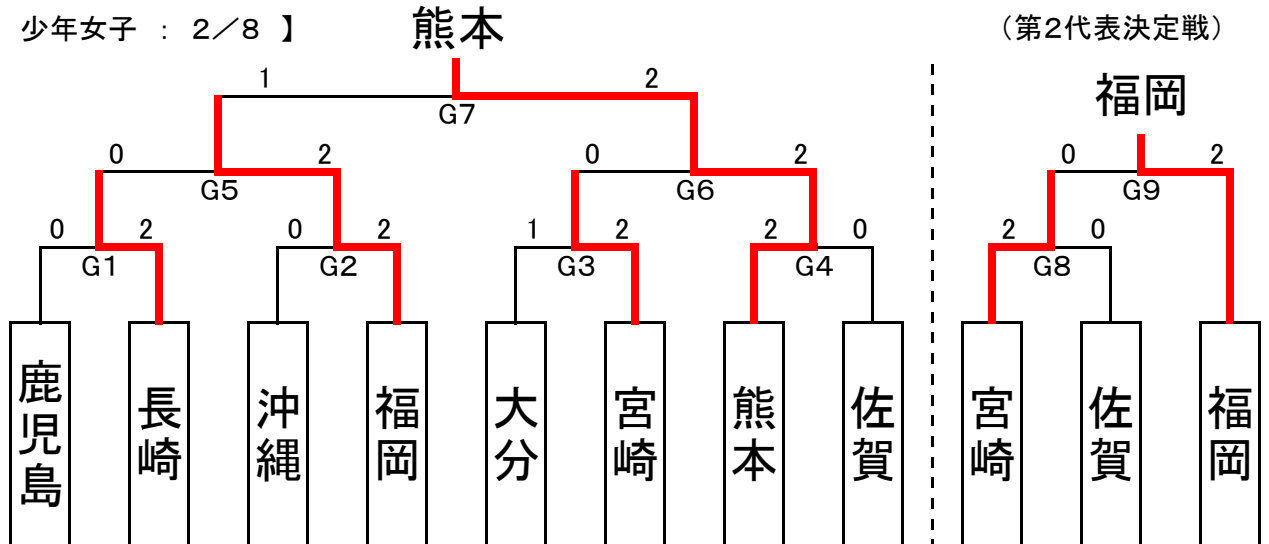 少年女子 : 2/8 】
熊本
(第2代表決定戦)
福岡
1 2
G7
0 2 0 2 0 2
G5 G6 G9
0 2 0 2 1 2 2 0 2 0
G1 G2 G3 G4 G8
鹿児島
長崎
沖縄
福岡
大分
宮崎
熊本
佐賀
宮崎
佐賀
福岡